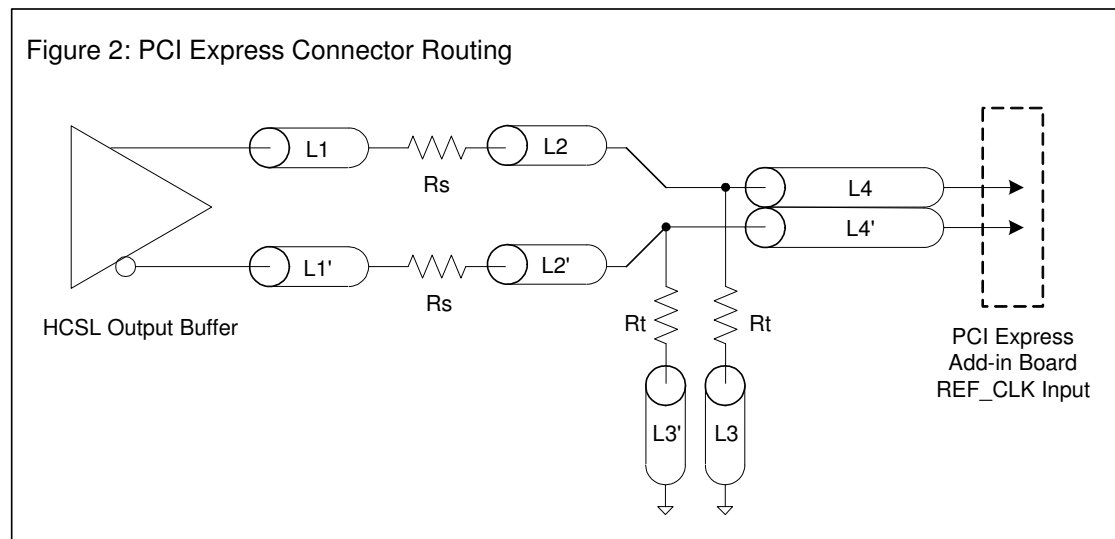 Figure 2: PCI Express Connector Routing
L1
Rs
L2
L4
L4'
L1'
Rs
L2'
HCSL Output Buffer
Rt
Rt
L3'
L3
PCI Express
Add-in Board
REF_CLK Input